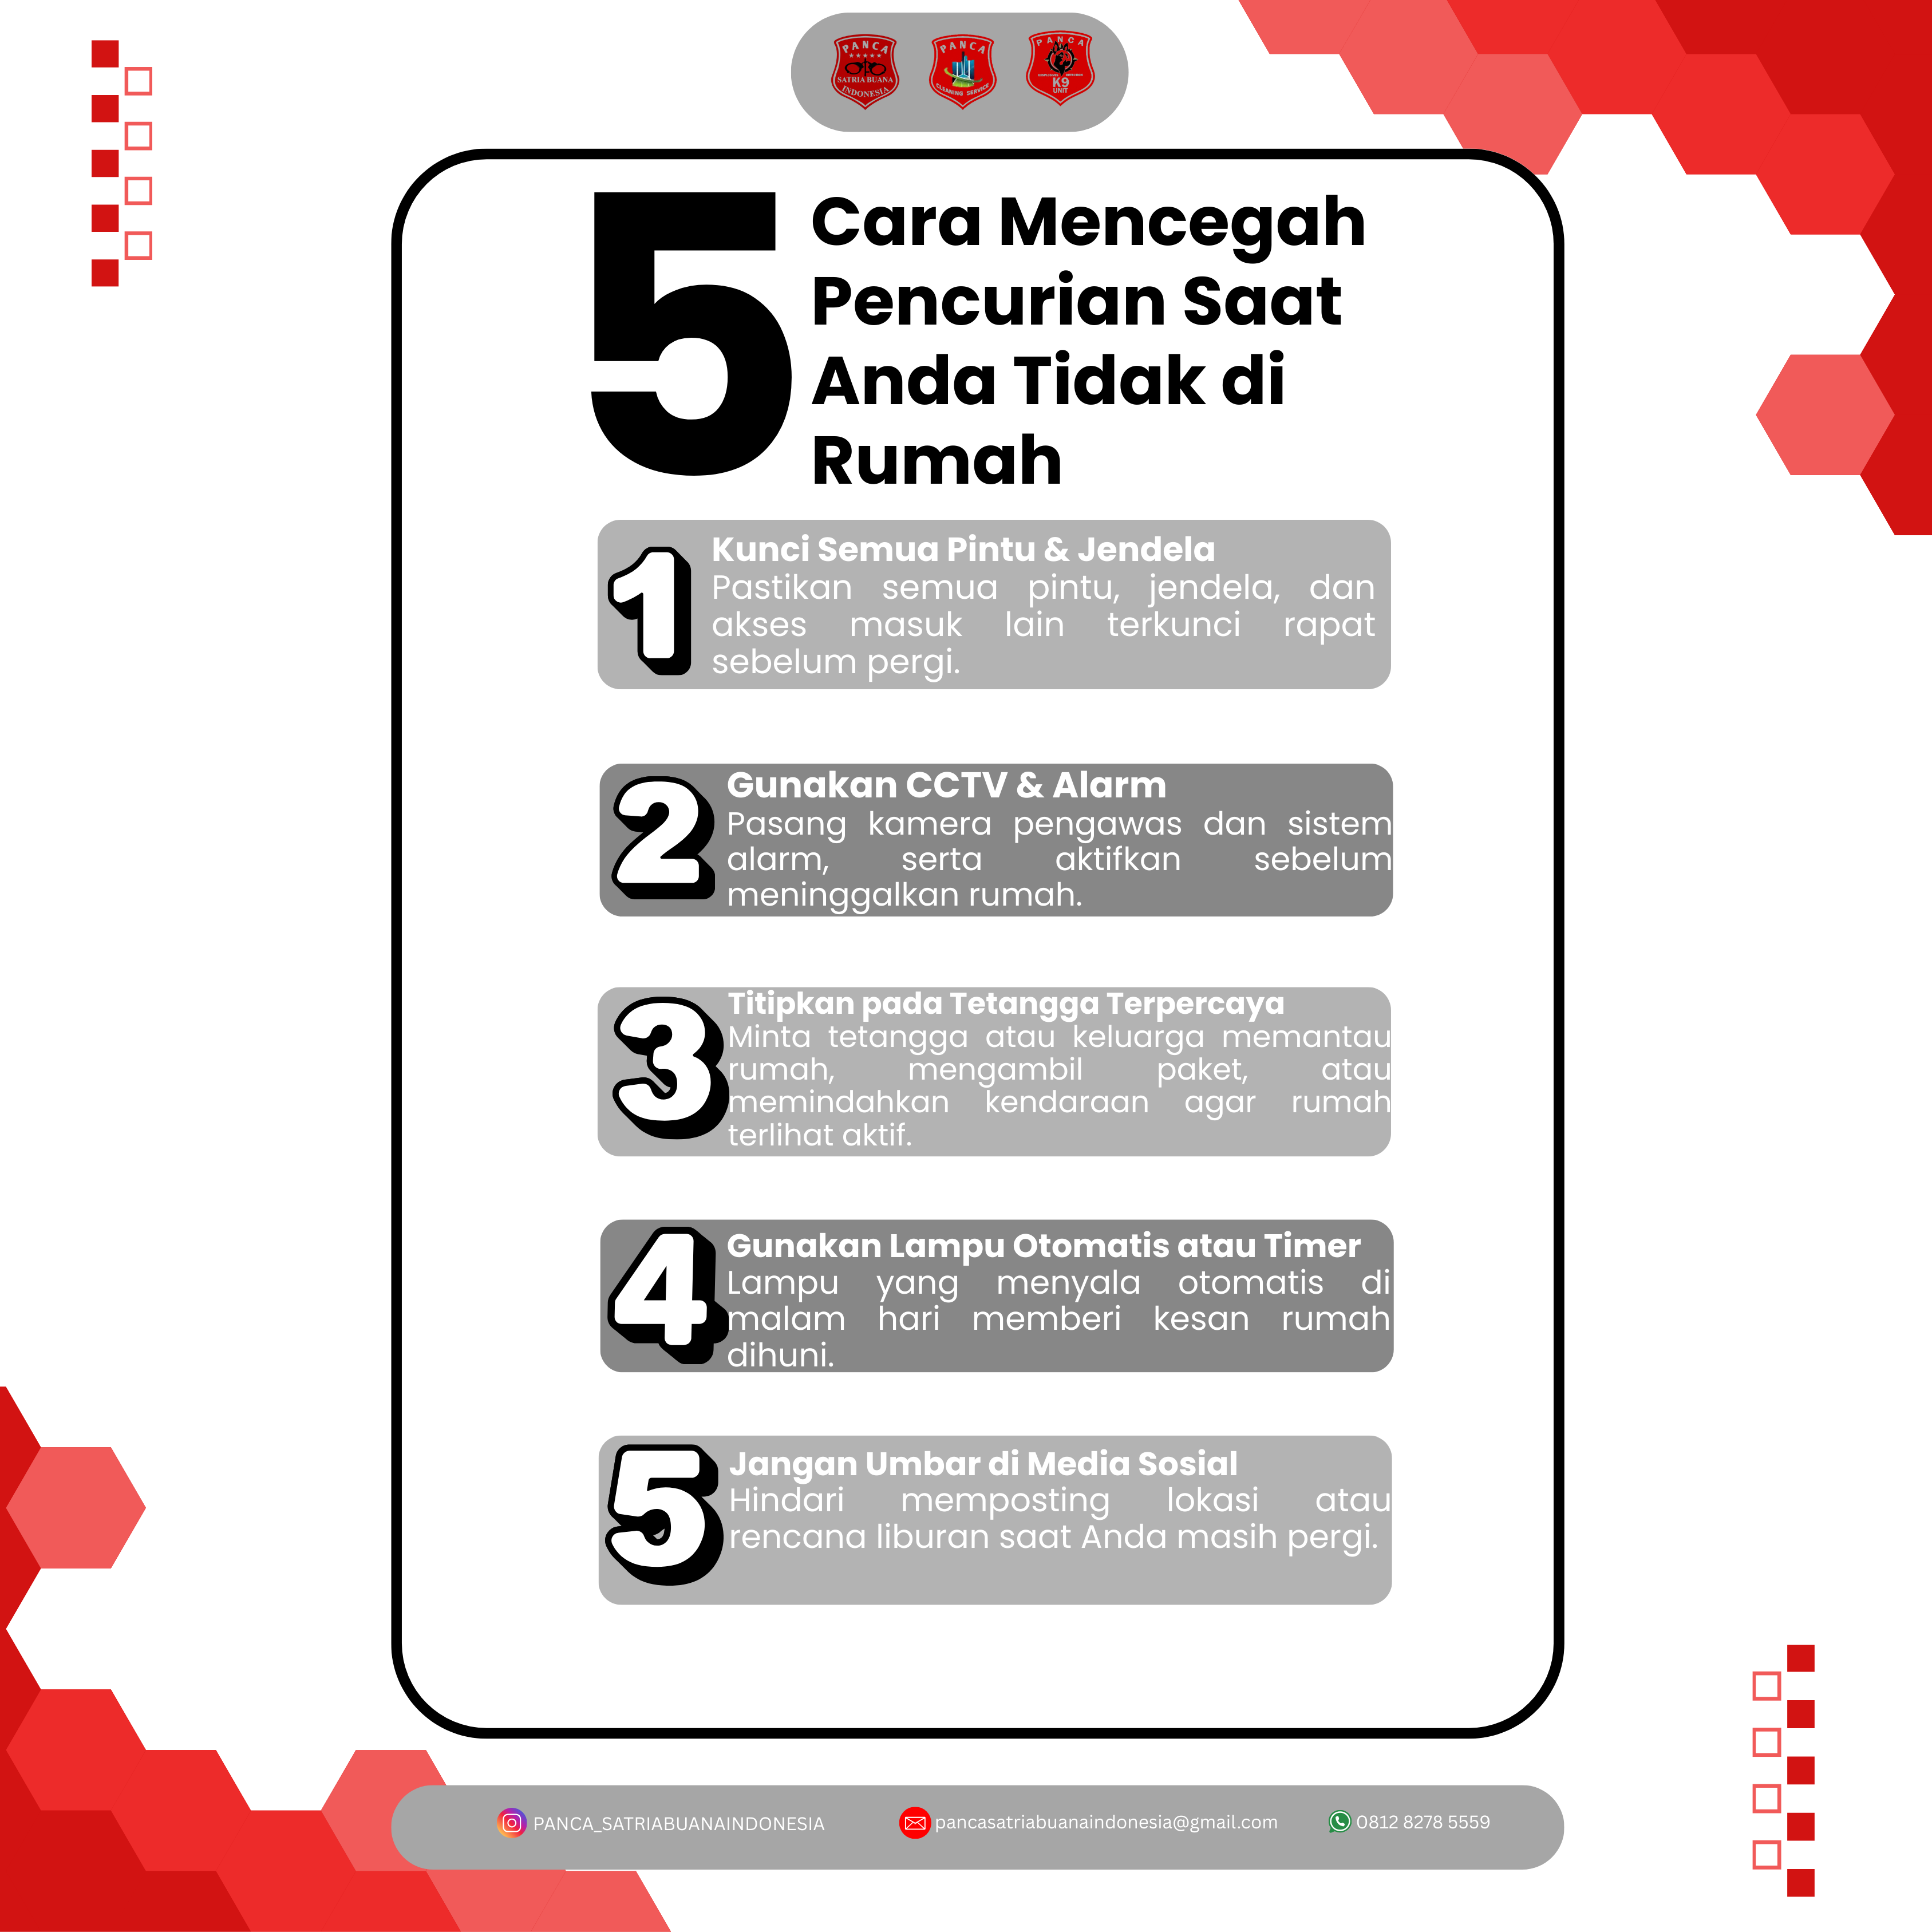 PANCA
SATRIA BUANA
INDONESIA
PANCA
CLEANING SERVICE
PANCA
K9
UNIT
5
Cara Mencegah
Pencurian Saat
Anda Tidak di
Rumah
1
Kunci Semua Pintu & Jendela
Pastikan semua pintu, jendela, dan
akses masuk lain terkunci rapat
sebelum pergi.
2
Gunakan CCTV & Alarm
Pasang kamera pengawas dan sistem
alarm, serta aktifkan sebelum
meninggalkan rumah.
3
Titipkan pada Tetangga Terpercaya
Minta tetangga atau keluarga memantau
rumah, mengambil paket, atau
memindahkan kendaraan agar rumah
terlihat aktif.
4
Gunakan Lampu Otomatis atau Timer
Lampu yang menyala otomatis di
malam hari memberi kesan rumah
dihuni.
5
Jangan Umbar di Media Sosial
Hindari memposting lokasi atau
rencana liburan saat Anda masih pergi.
PANCA_SATRIABUANAINDONESIA
pancasatriabuanaindonesia@gmail.com
0812 8278 5559